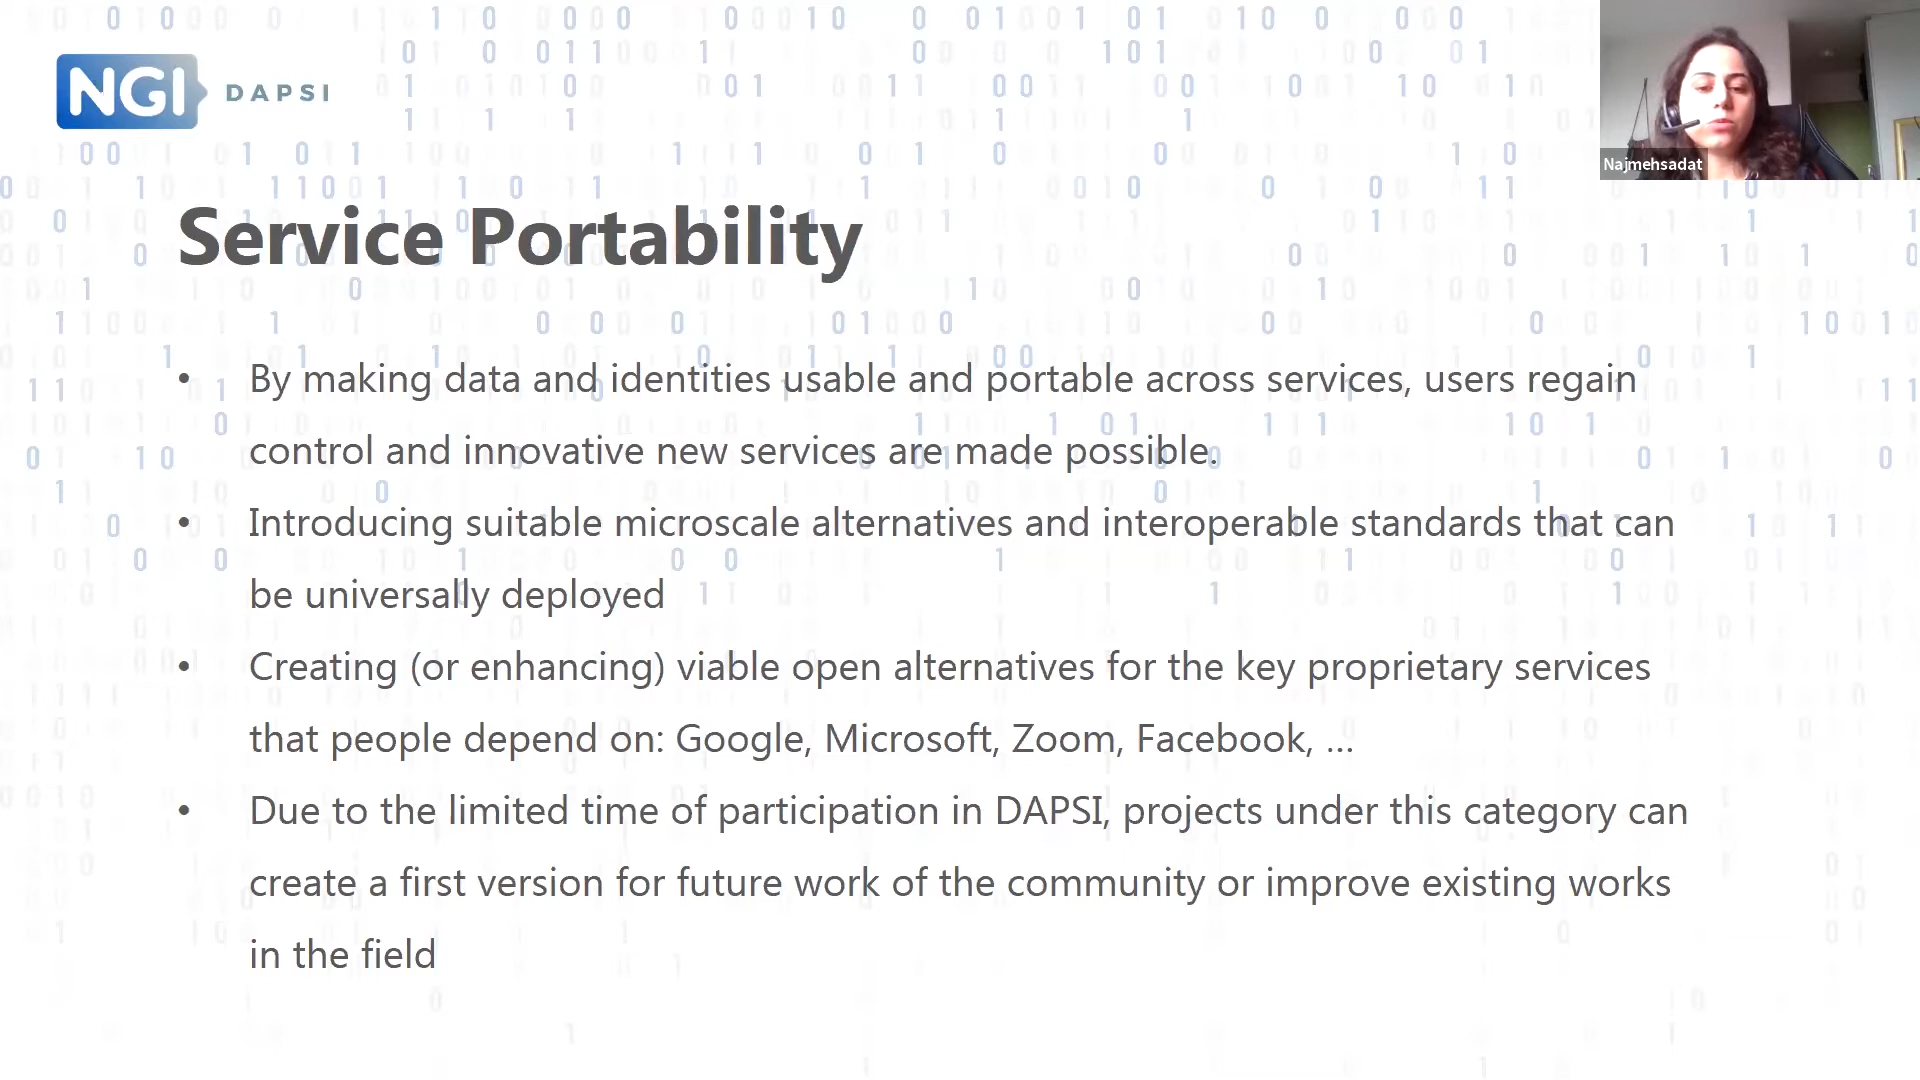 NGI DAPSI
Najmehsadat
Service Portability
• By making data and identities usable and portable across services, users regain
control and innovative new services are made possible.
• Introducing suitable microscale alternatives and interoperable standards that can
be universally deployed
• Creating (or enhancing) viable open alternatives for the key proprietary services
that people depend on: Google, Microsoft, Zoom, Facebook, ...
• Due to the limited time of participation in DAPSI, projects under this category can
create a first version for future work of the community or improve existing works
in the field